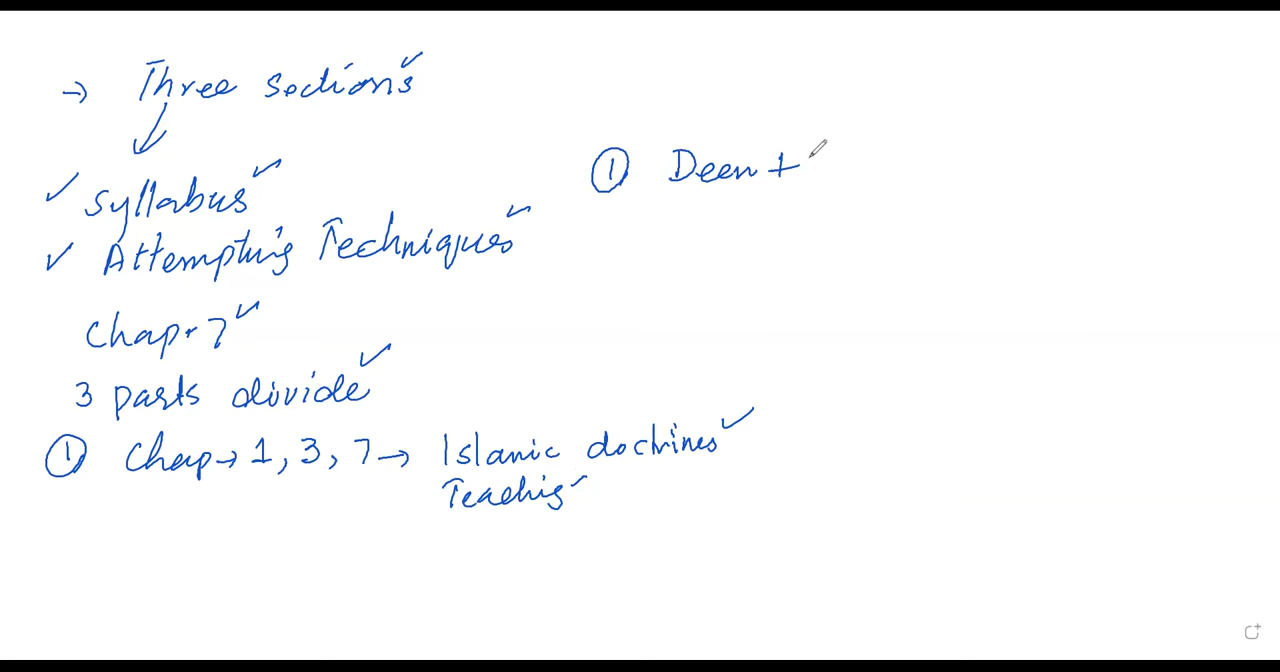 → Three sections
Syllabus
Attempting Techniques
Chap → 7
3 parts divide
① Chap → 1, 3, 7 → Islamic doctrines
Teaching
① Deen +